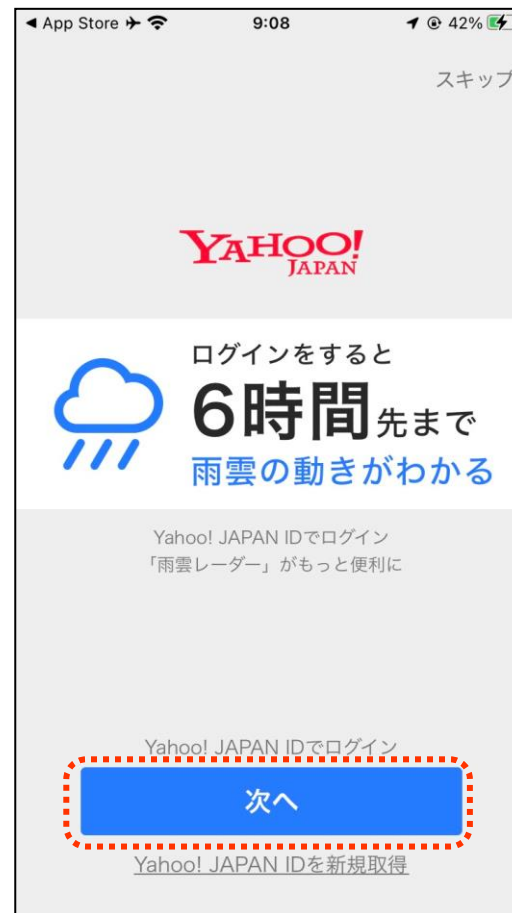 App Store 9:08 42%
スキップ
YAHOO!
JAPAN
ログインをすると
6時間先まで
雨雲の動きがわかる
Yahoo! JAPAN IDでログイン
「雨雲レーダー」がもっと便利に
Yahoo! JAPAN IDでログイン
次へ
Yahoo! JAPAN IDを新規取得